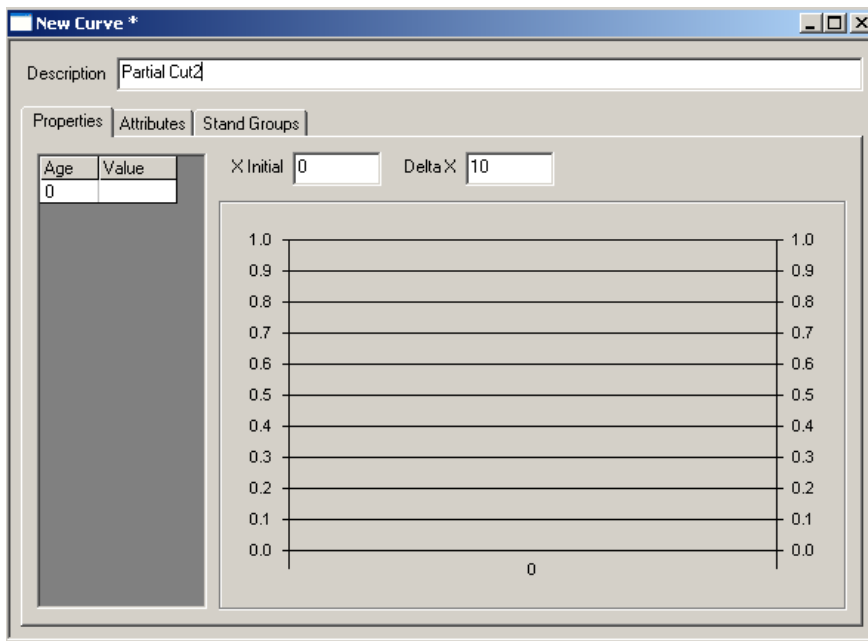 New Curve *
Description Partial Cut2
Properties Attributes Stand Groups
Age Value
0
X Initial 0 Delta X 10
1.0 1.0
0.9 0.9
0.8 0.8
0.7 0.7
0.6 0.6
0.5 0.5
0.4 0.4
0.3 0.3
0.2 0.2
0.1 0.1
0.0 0.0
0